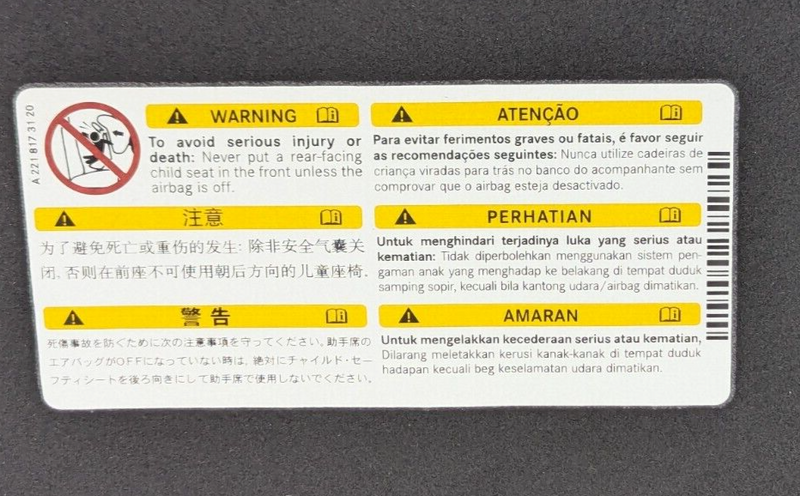 A 221 817 31 20
WARNING
To avoid serious injury or
death: Never put a rear-facing
child seat in the front unless the
airbag is off.
ATENÇÃO
Para evitar ferimentos graves ou fatais, é favor seguir
as recomendações seguintes: Nunca utilize cadeiras de
criança viradas para trás no banco do acompanhante sem
comprovar que o airbag esteja desactivado.
注意
为了避免死亡或重伤的发生: 除非安全气囊关
闭, 否则在前座不可使用朝后方向的儿童座椅.
PERHATIAN
Untuk menghindari terjadinya luka yang serius atau
kematian: Tidak diperbolehkan menggunakan sistem pen-
gaman anak yang menghadap ke belakang di tempat duduk
samping sopir, kecuali bila kantong udara/airbag dimatikan.
警告
死傷事故を防ぐために次の注意事項を守ってください。助手席の
エアバッグがOFFになっていない時は、絶対にチャイルド・セー
フティシートを後ろ向きにして助手席で使用しないでください。
AMARAN
Untuk mengelakkan kecederaan serius atau kematian,
Dilarang meletakkan kerusi kanak-kanak di tempat duduk
hadapan kecuali beg keselamatan udara dimatikan.